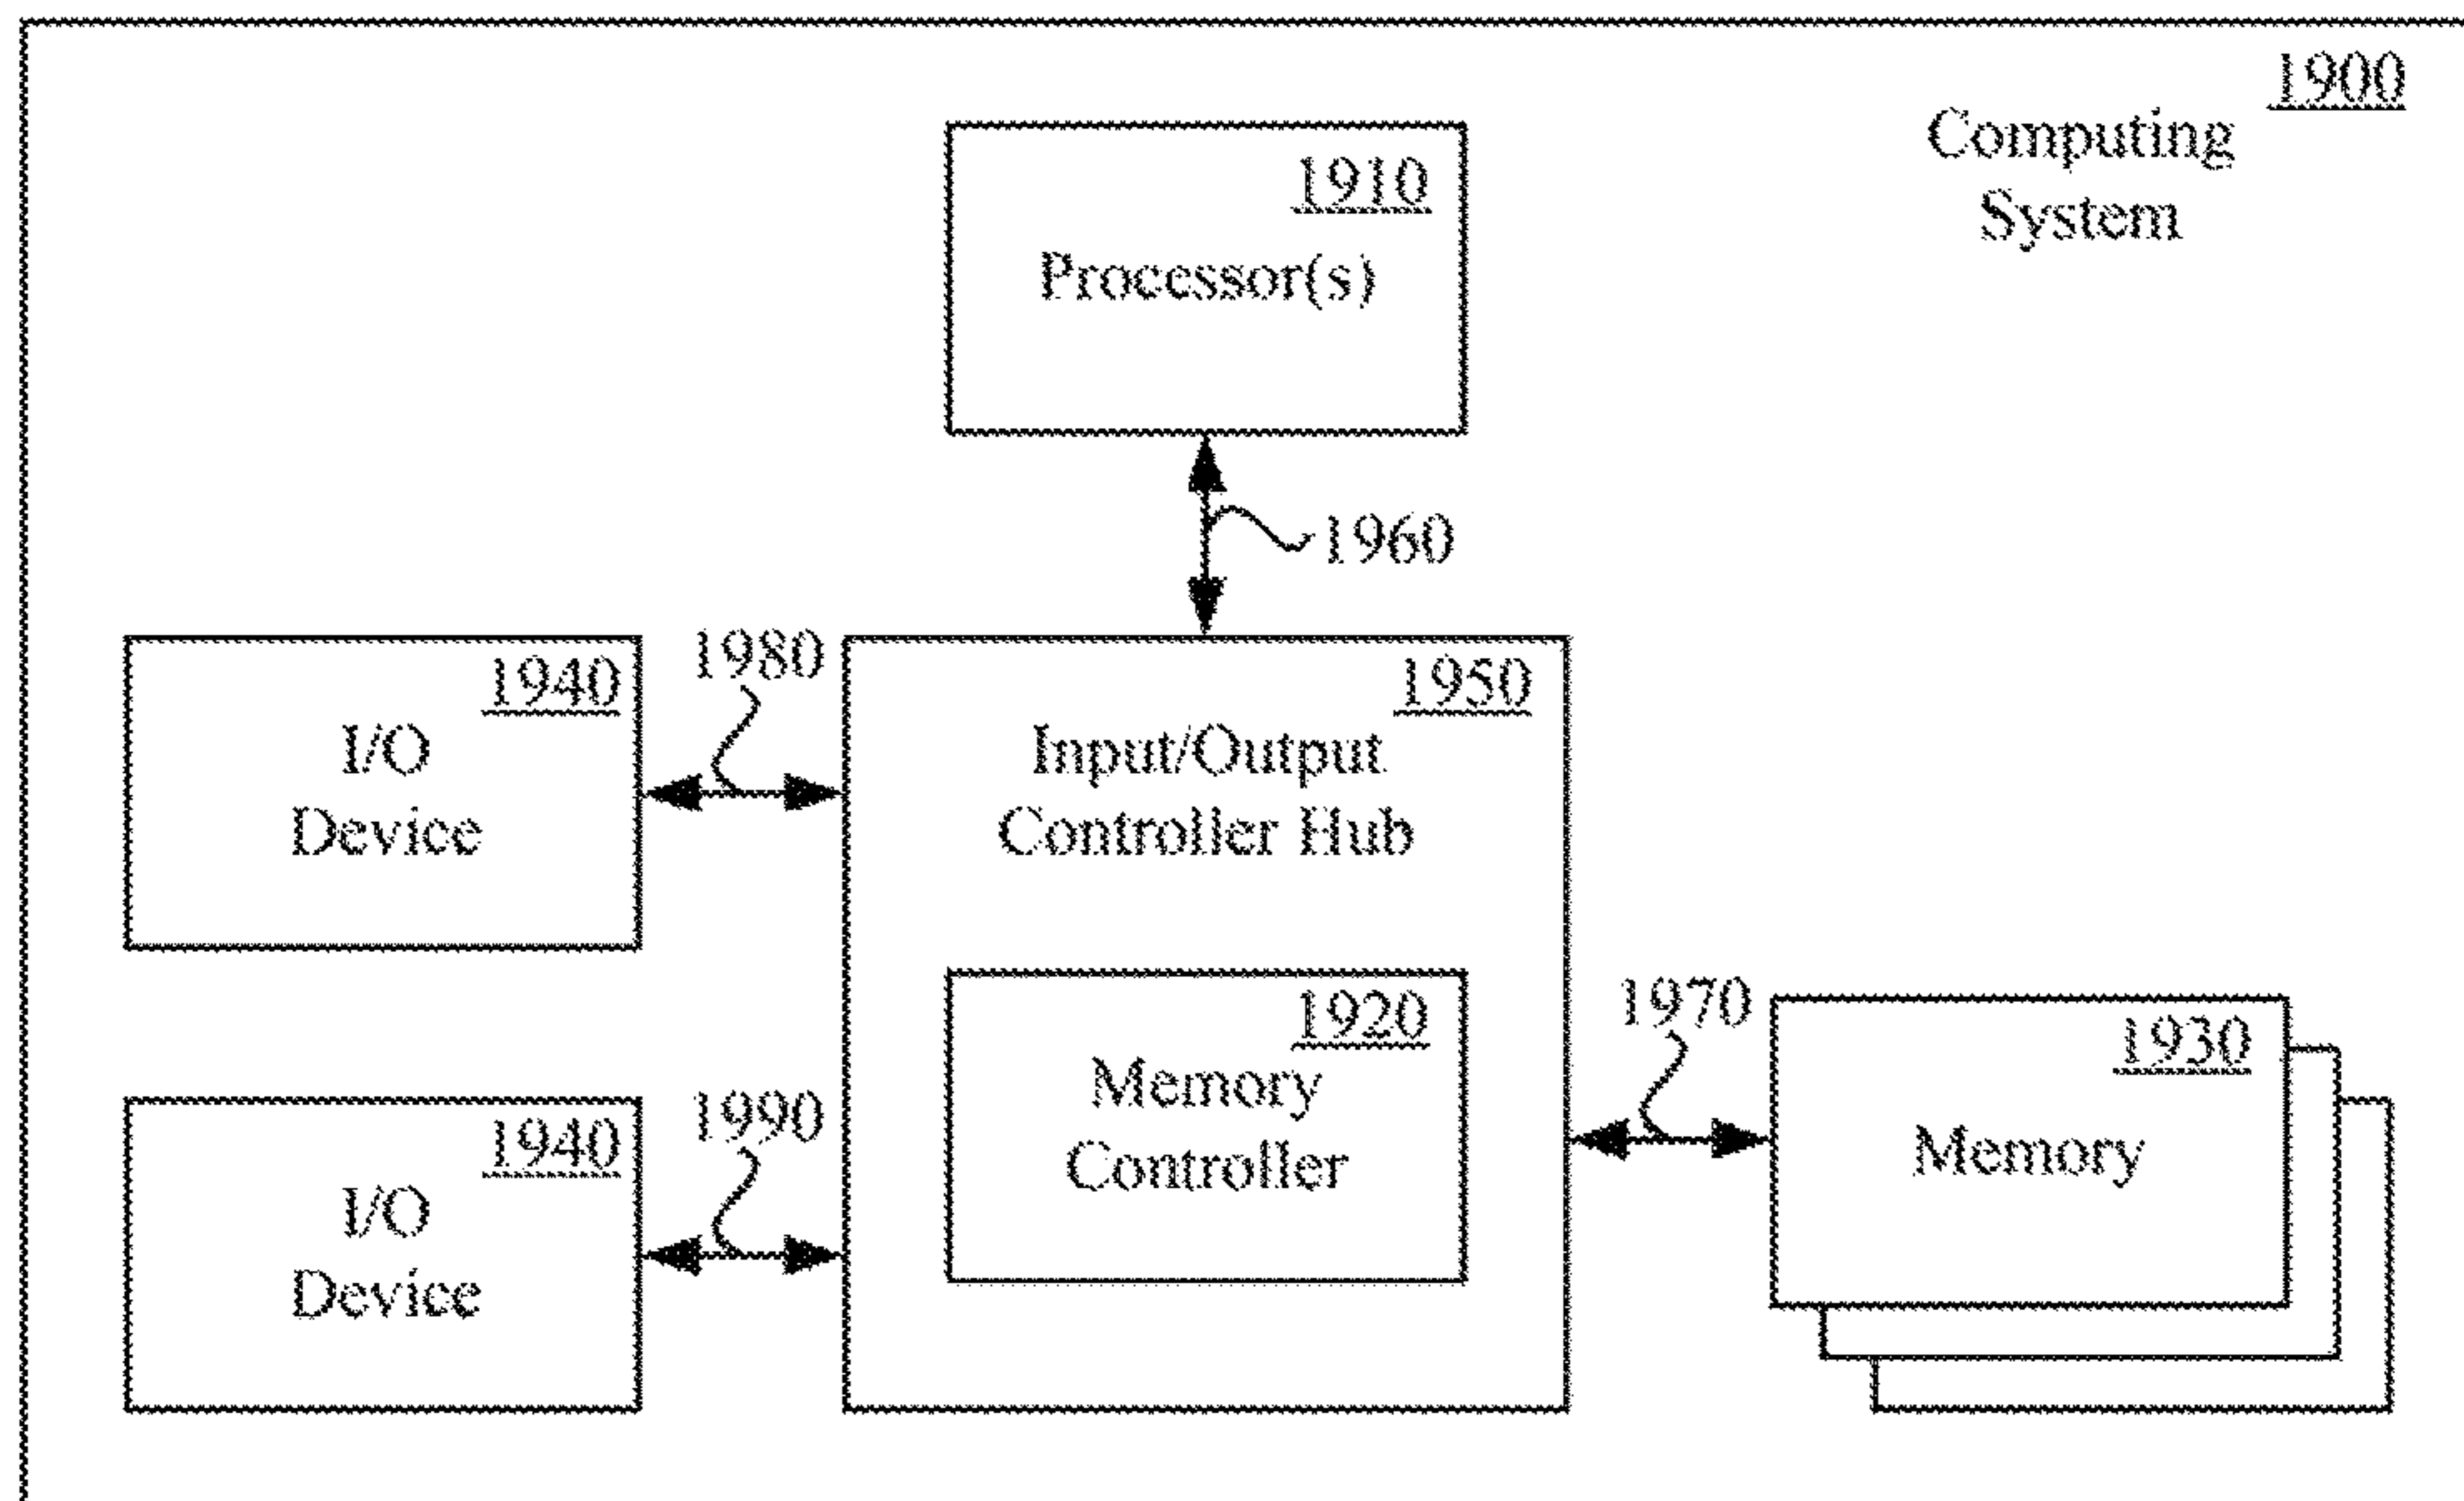 1900
Computing
System
1910
Processor(s)
1960
1940
I/O
Device
1980
1950
Input/Output
Controller Hub
1920
Memory
Controller
1970
1930
Memory
1940
I/O
Device
1990